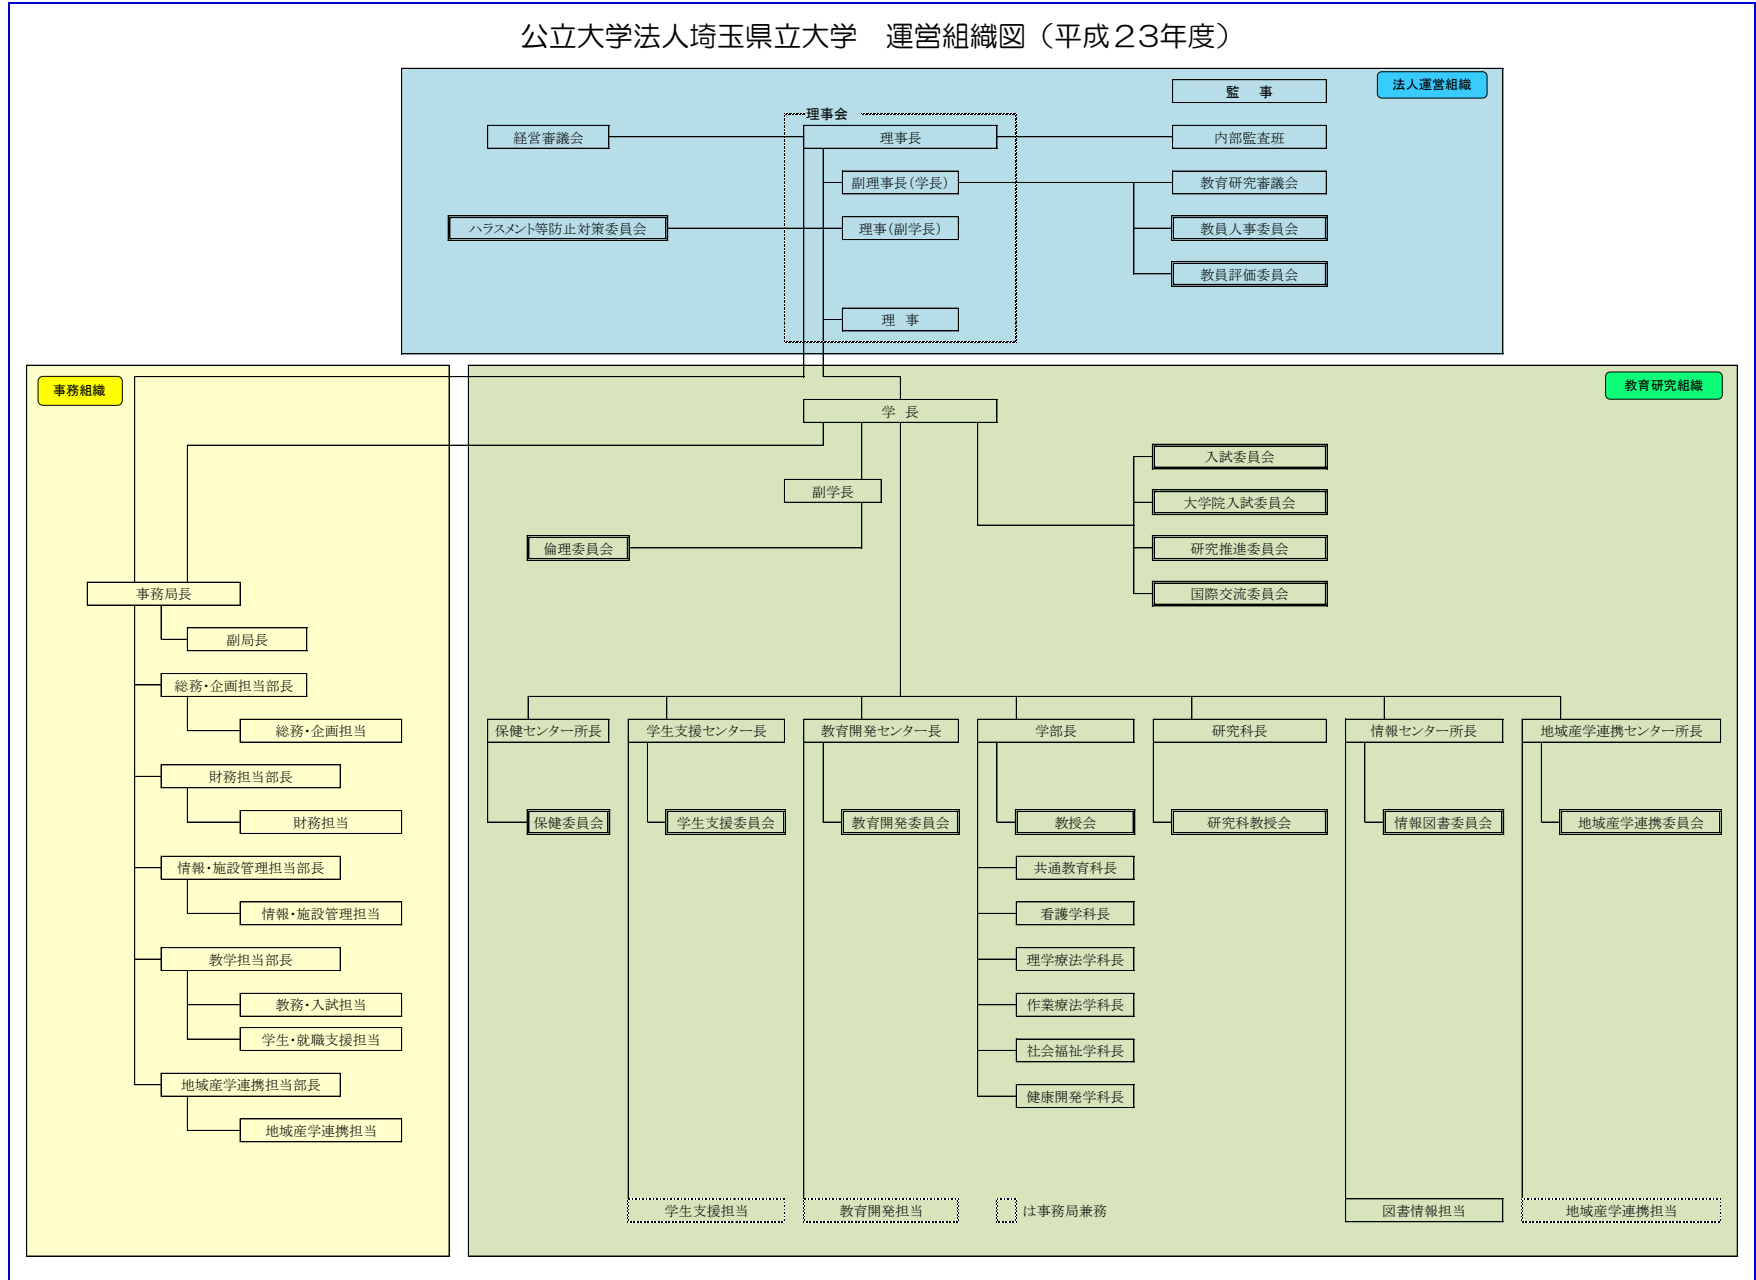 公立大学法人埼玉県立大学　運営組織図（平成２３年度）
法人運営組織
監　事
理事会
経営審議会
理事長
内部監査班
副理事長（学長）
教育研究審議会
ハラスメント等防止対策委員会
理事（副学長）
教員人事委員会
教員評価委員会
理　事
事務組織
教育研究組織
学　長
入試委員会
副学長
大学院入試委員会
倫理委員会
研究推進委員会
事務局長
国際交流委員会
副局長
総務・企画担当部長
総務・企画担当
保健センター所長
学生支援センター長
教育開発センター長
学部長
研究科長
情報センター所長
地域産学連携センター所長
財務担当部長
財務担当
保健委員会
学生支援委員会
教育開発委員会
教授会
研究科教授会
情報図書委員会
地域産学連携委員会
情報・施設管理担当部長
共通教育科長
情報・施設管理担当
看護学科長
教学担当部長
理学療法学科長
教務・入試担当
作業療法学科長
学生・就職支援担当
社会福祉学科長
地域産学連携担当部長
健康開発学科長
地域産学連携担当
学生支援担当
教育開発担当
は事務局兼務
図書情報担当
地域産学連携担当